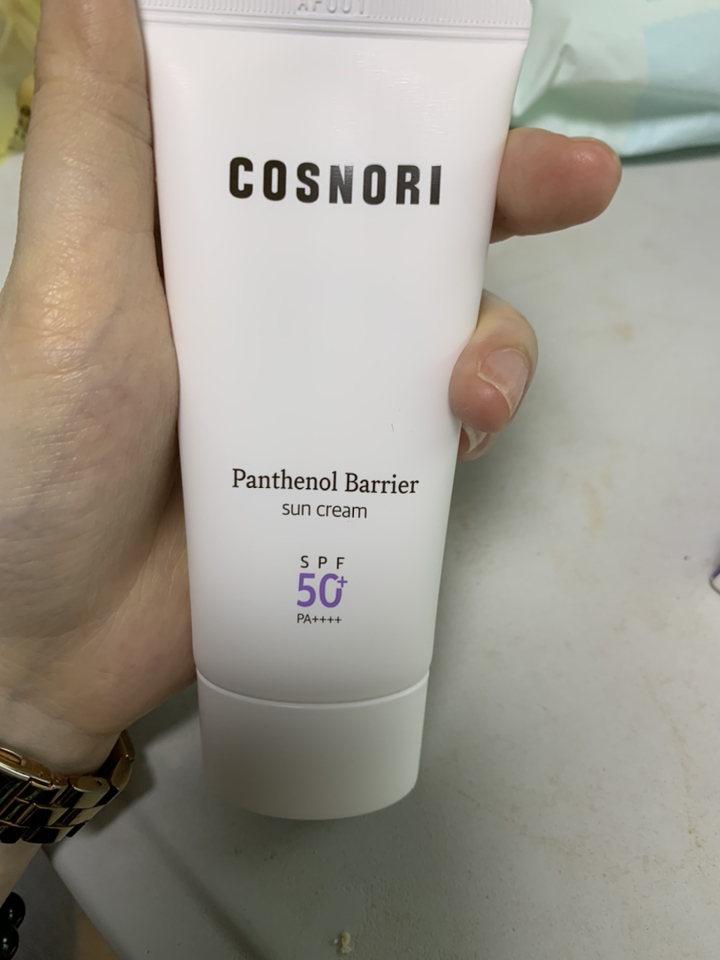 COSNORI
Panthenol Barrier
sun cream
SPF
50+
PA++++